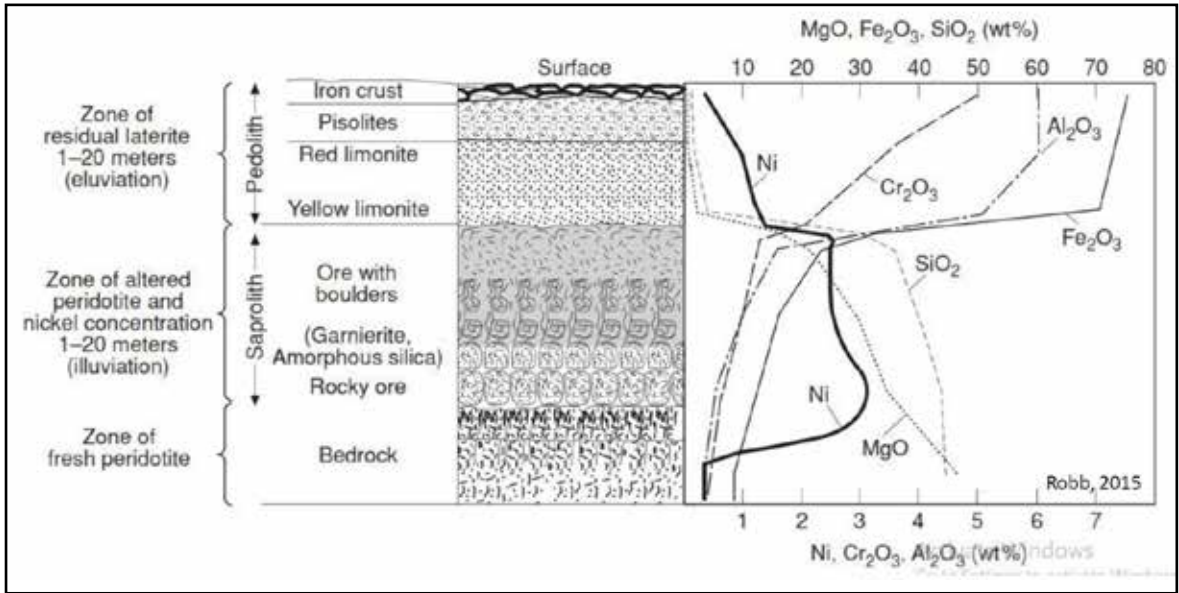 MgO, Fe₂O₃, SiO₂ (wt%)
10 20 30 40 50 60 70 80
Surface
Zone of
residual laterite
1–20 meters
(eluviation)
Pedolith
Iron crust
Pisolites
Red limonite
Yellow limonite
Zone of altered
peridotite and
nickel concentration
1–20 meters
(illuviation)
Saprolith
Ore with
boulders
(Garnierite,
Amorphous silica)
Rocky ore
Zone of
fresh peridotite
Bedrock
Ni
Cr₂O₃
Al₂O₃
Fe₂O₃
SiO₂
Ni
MgO
Robb, 2015
1 2 3 4 5 6 7
Ni, Cr₂O₃, Al₂O₃ (wt%)